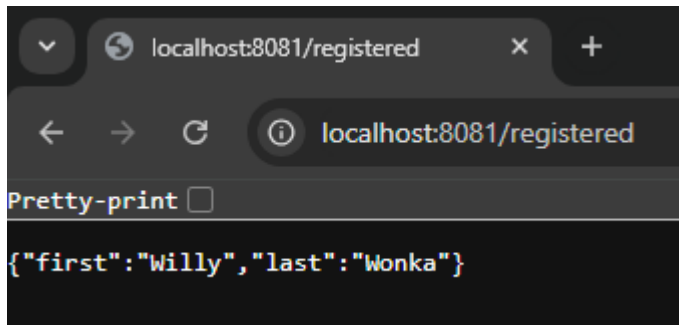 localhost:8081/registered
localhost:8081/registered
Pretty-print
{"first":"Willy","last":"Wonka"}